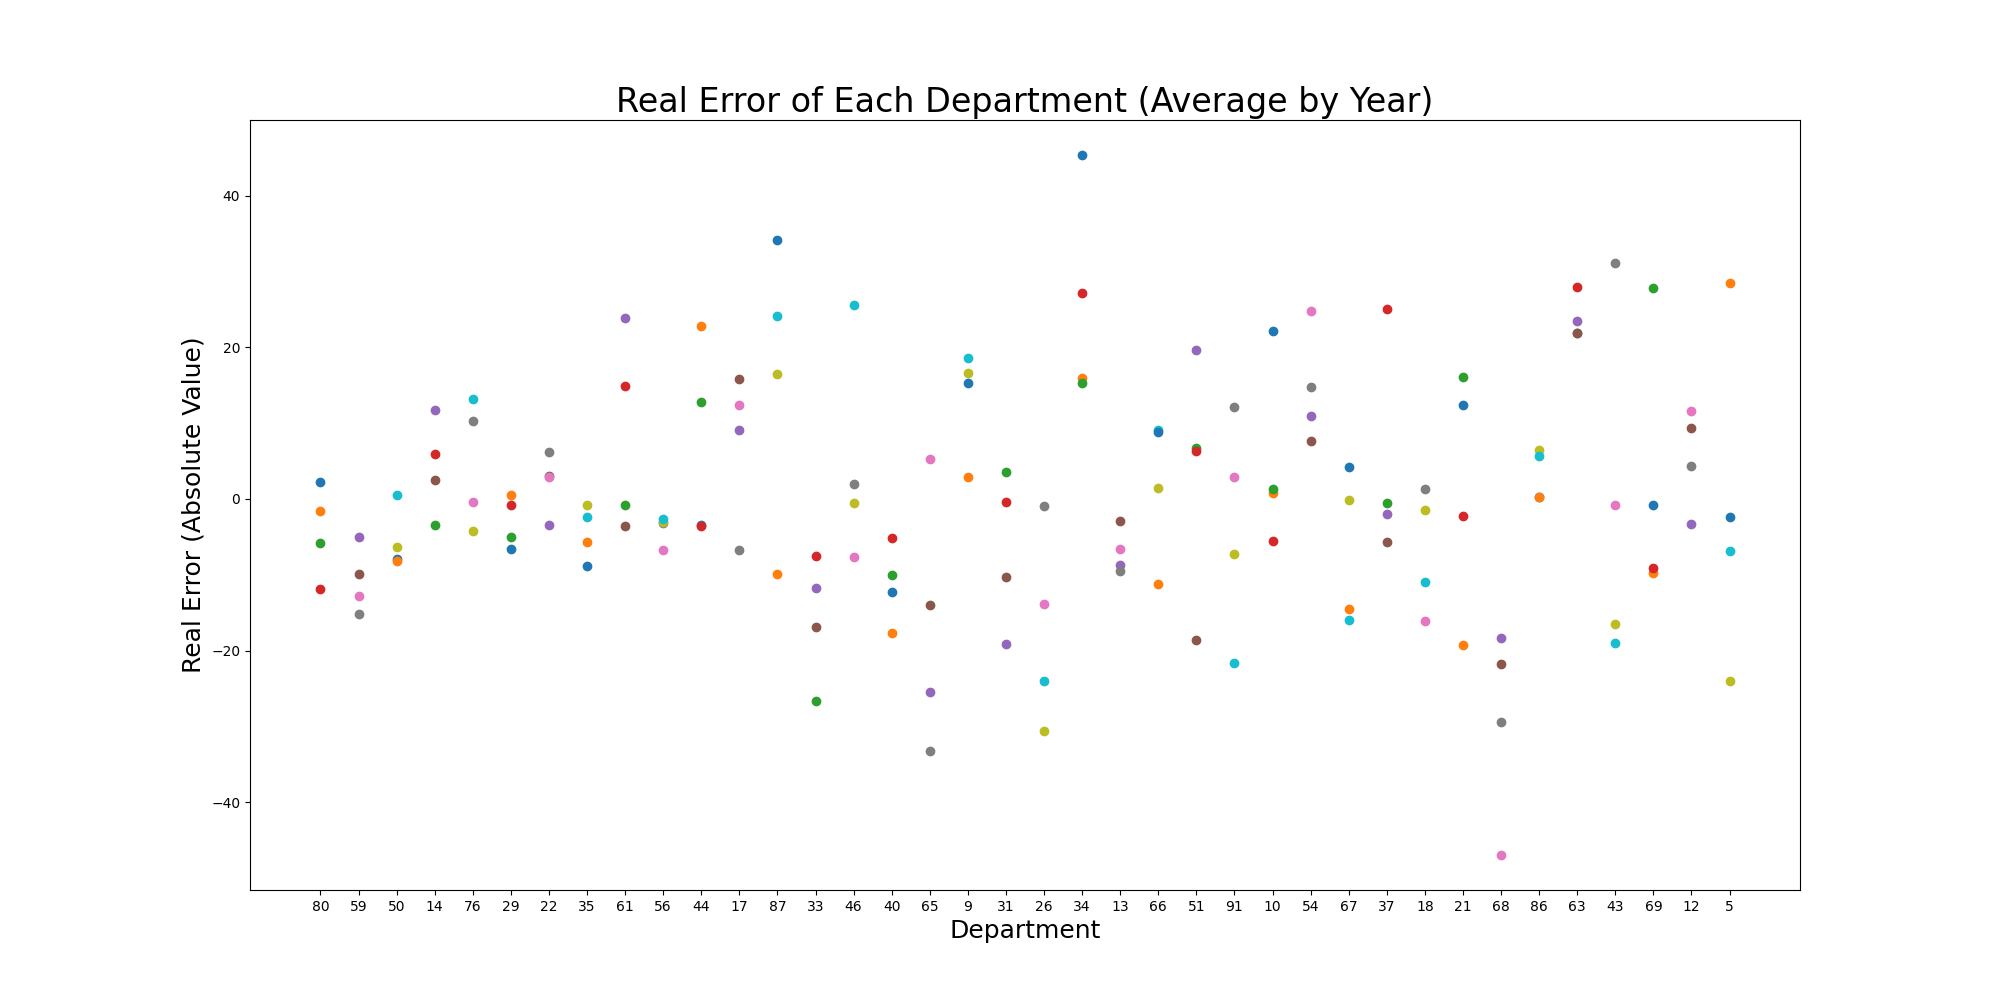 Real Error of Each Department (Average by Year)
Real Error (Absolute Value)
40
20
0
−20
−40
80 59 50 14 76 29 22 35 61 56 44 17 87 33 46 40 65 9 31 26 34 13 66 51 91 10 54 67 37 18 21 68 86 63 43 69 12 5
Department